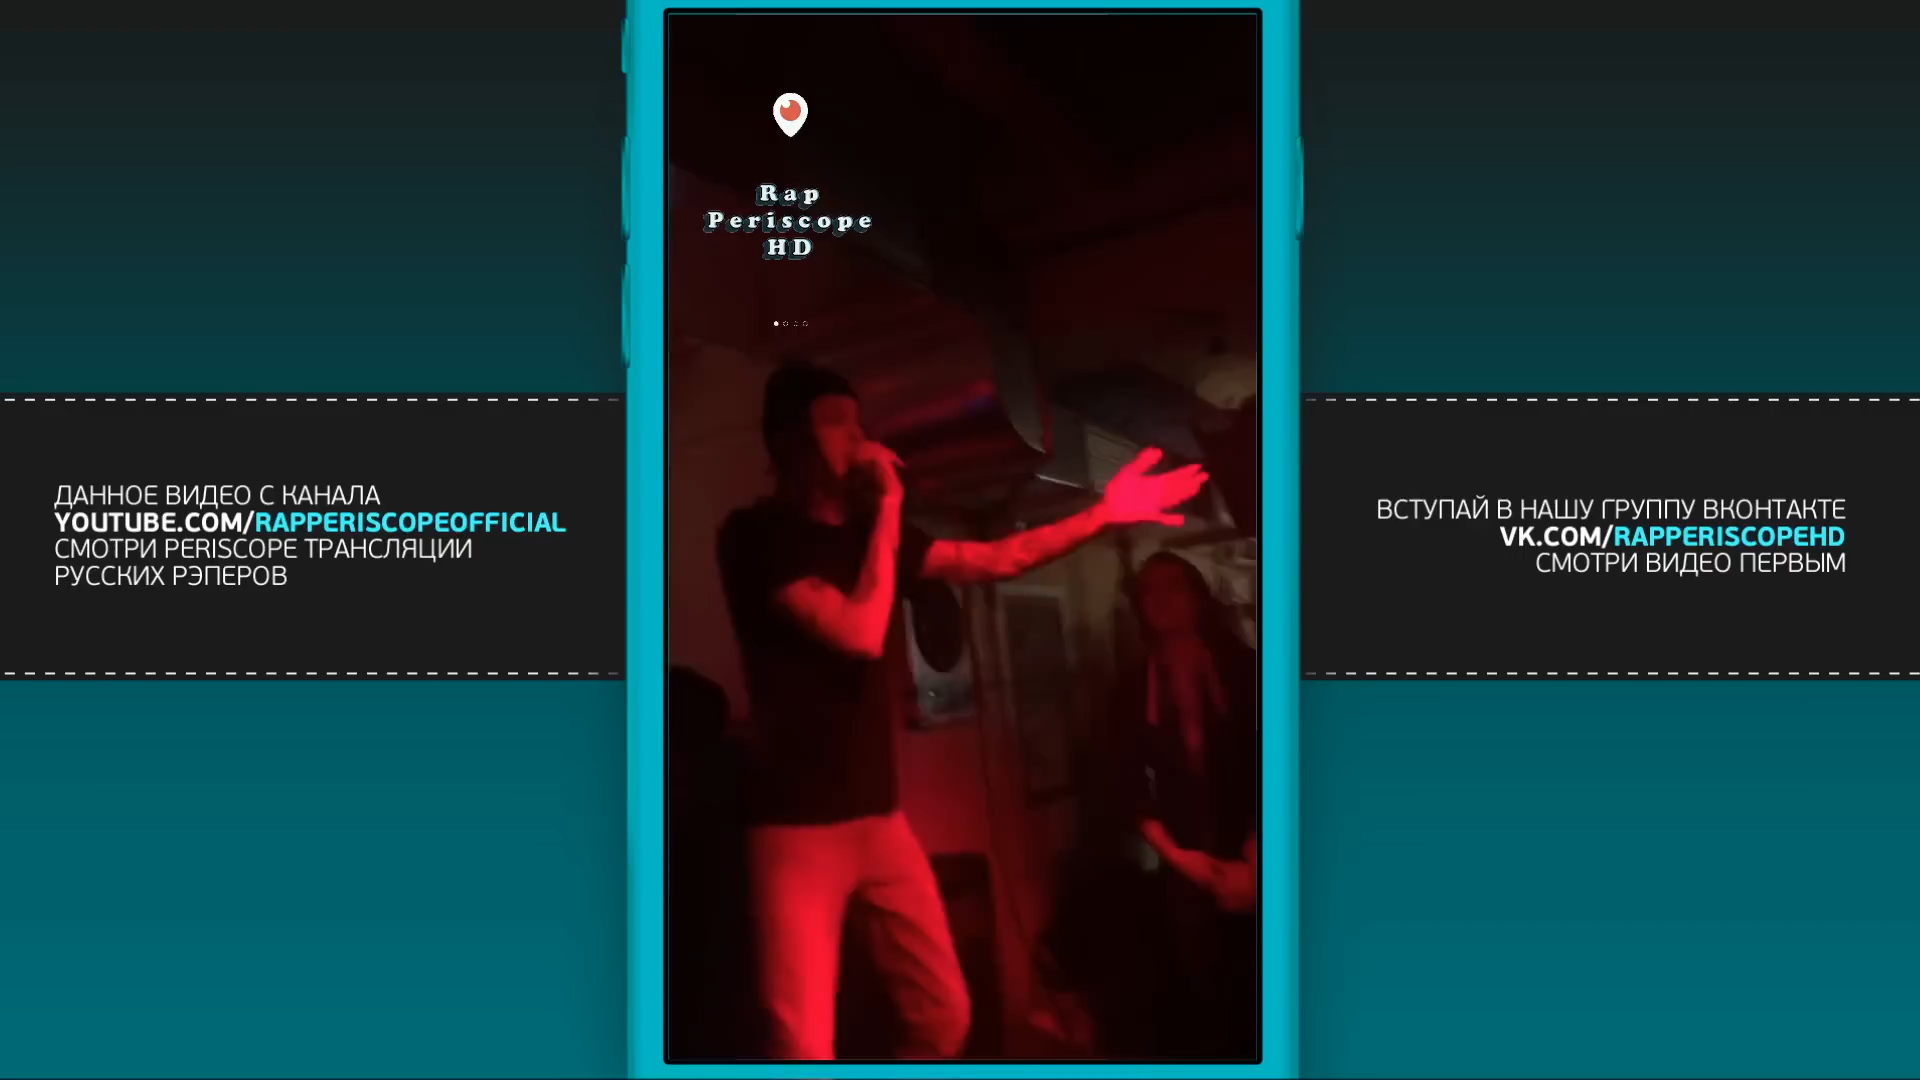 Rap
Periscope
HD
ДАННОЕ ВИДЕО С КАНАЛА
YOUTUBE.COM/RAPPERISCOPEOFFICIAL
СМОТРИ PERISCOPE ТРАНСЛЯЦИИ
РУССКИХ РЭПЕРОВ
ВСТУПАЙ В НАШУ ГРУППУ ВКОНТАКТЕ
VK.COM/RAPPERISCOPEHD
СМОТРИ ВИДЕО ПЕРВЫМ